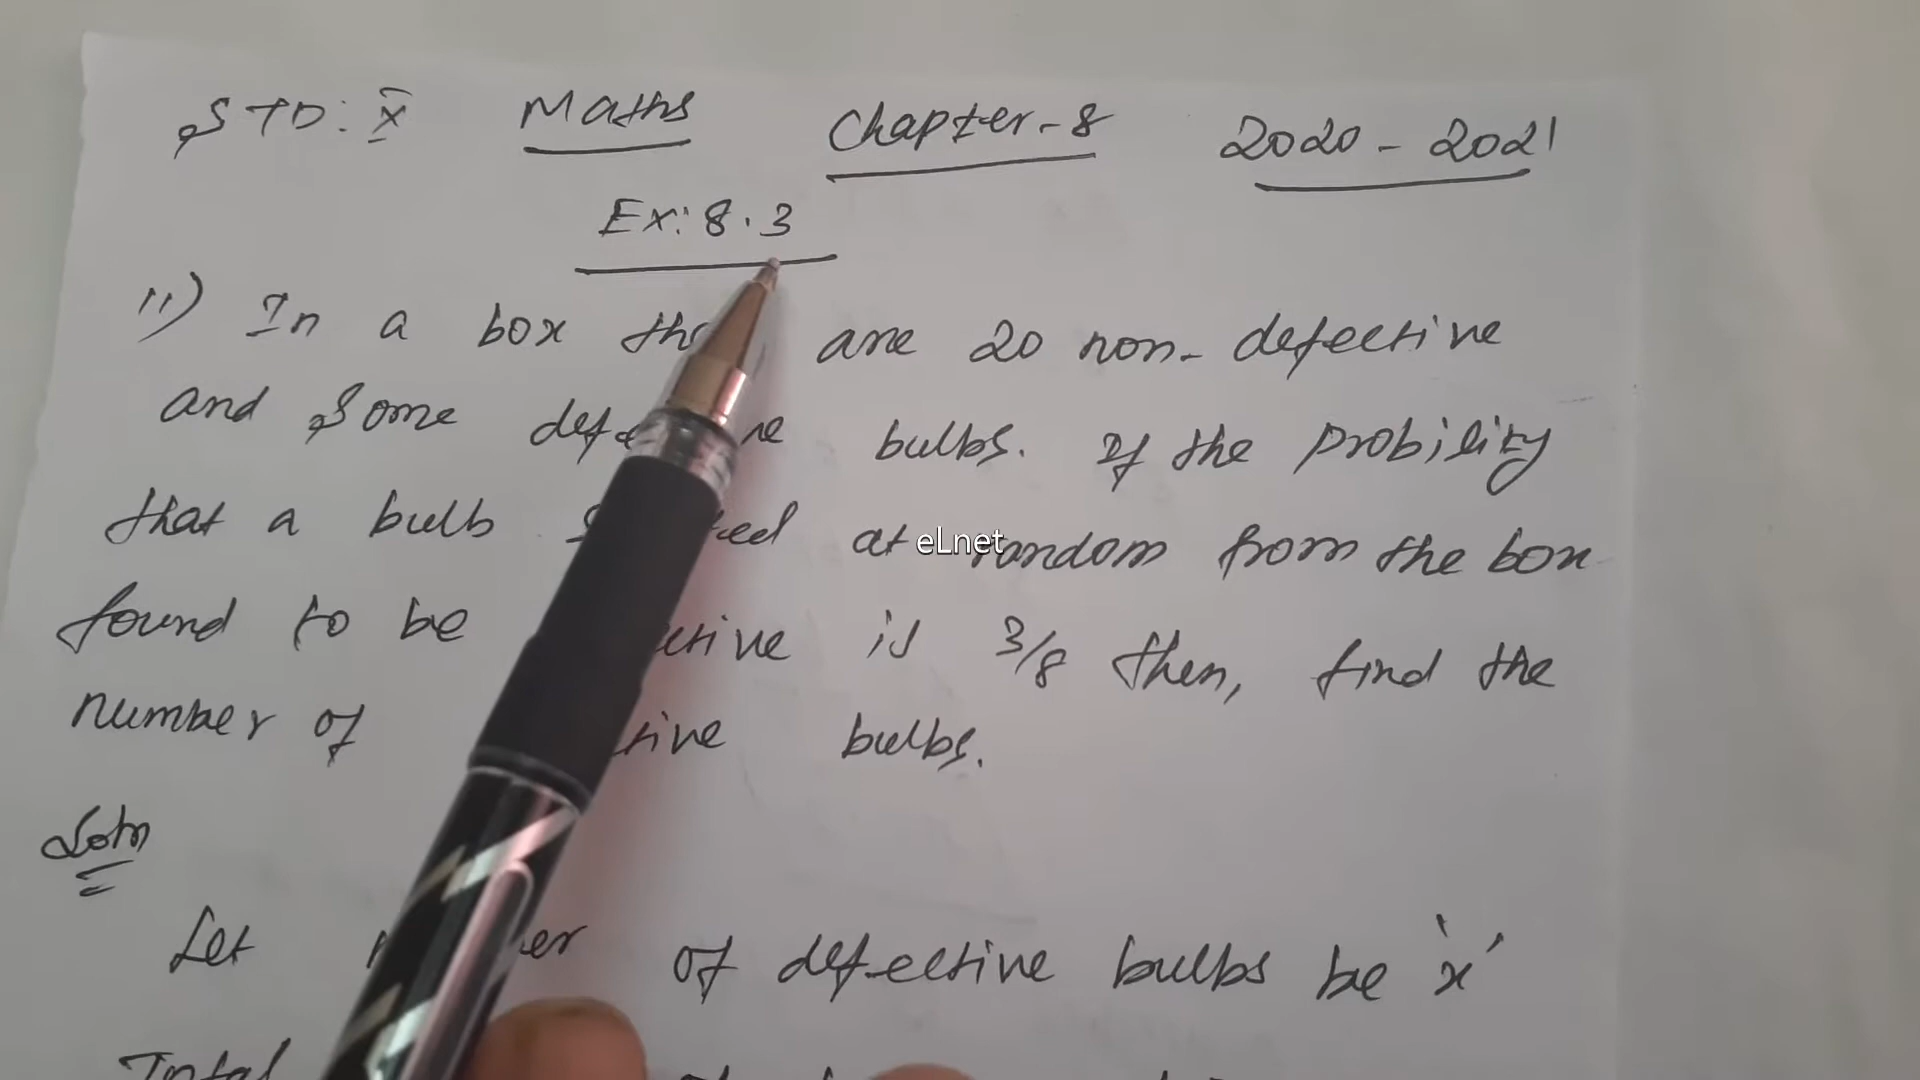 STD: X Maths Chapter-8 2020 - 2021
Ex: 8.3
11) In a box are 20 non-defective
and Some bulbs. If the probility
that a bulb at random from the box
found to be is 3/8 then, find the
number of bulbs.
Soln
Let of defective bulbs be 'x'
Total
eLnet